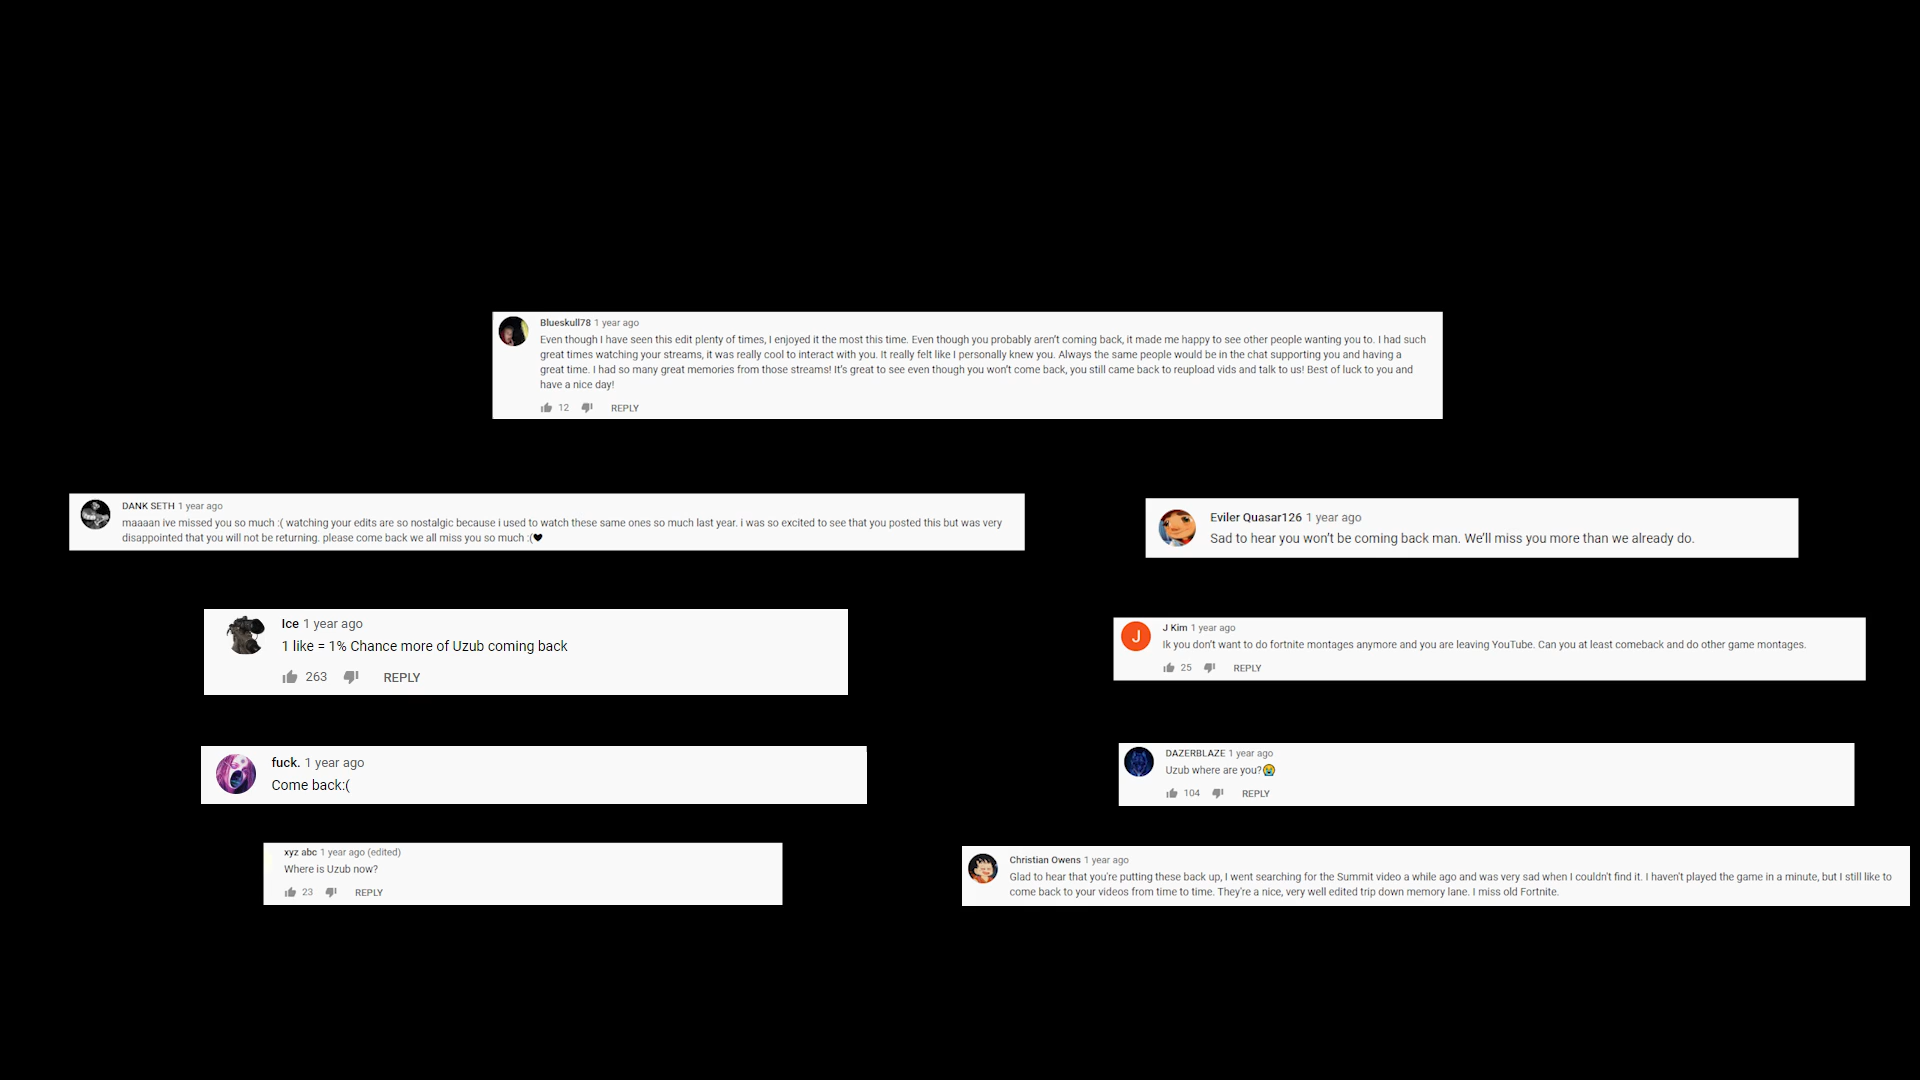 Blueskull78 1 year ago
Even though I have seen this edit plenty of times, I enjoyed it the most this time. Even though you probably aren't coming back, it made me happy to see other people wanting you to. I had such
great times watching your streams, it was really cool to interact with you. It really felt like I personally knew you. Always the same people would be in the chat supporting you and having a
great time. I had so many great memories from those streams! It's great to see even though you won't come back, you still came back to reupload vids and talk to us! Best of luck to you and
have a nice day!
12 REPLY
DANK SETH 1 year ago
maaaan ive missed you so much :( watching your edits are so nostalgic because i used to watch these same ones so much last year. i was so excited to see that you posted this but was very
disappointed that you will not be returning. please come back we all miss you so much :(🖤
Eviler Quasar126 1 year ago
Sad to hear you won't be coming back man. We'll miss you more than we already do.
Ice 1 year ago
1 like = 1% Chance more of Uzub coming back
263 REPLY
J
J Kim 1 year ago
Ik you don't want to do fortnite montages anymore and you are leaving YouTube. Can you at least comeback and do other game montages.
25 REPLY
fuck. 1 year ago
Come back:(
DAZERBLAZE 1 year ago
Uzub where are you?😭
104 REPLY
xyz abc 1 year ago (edited)
Where is Uzub now?
23 REPLY
Christian Owens 1 year ago
Glad to hear that you're putting these back up, I went searching for the Summit video a while ago and was very sad when I couldn't find it. I haven't played the game in a minute, but I still like to
come back to your videos from time to time. They're a nice, very well edited trip down memory lane. I miss old Fortnite.